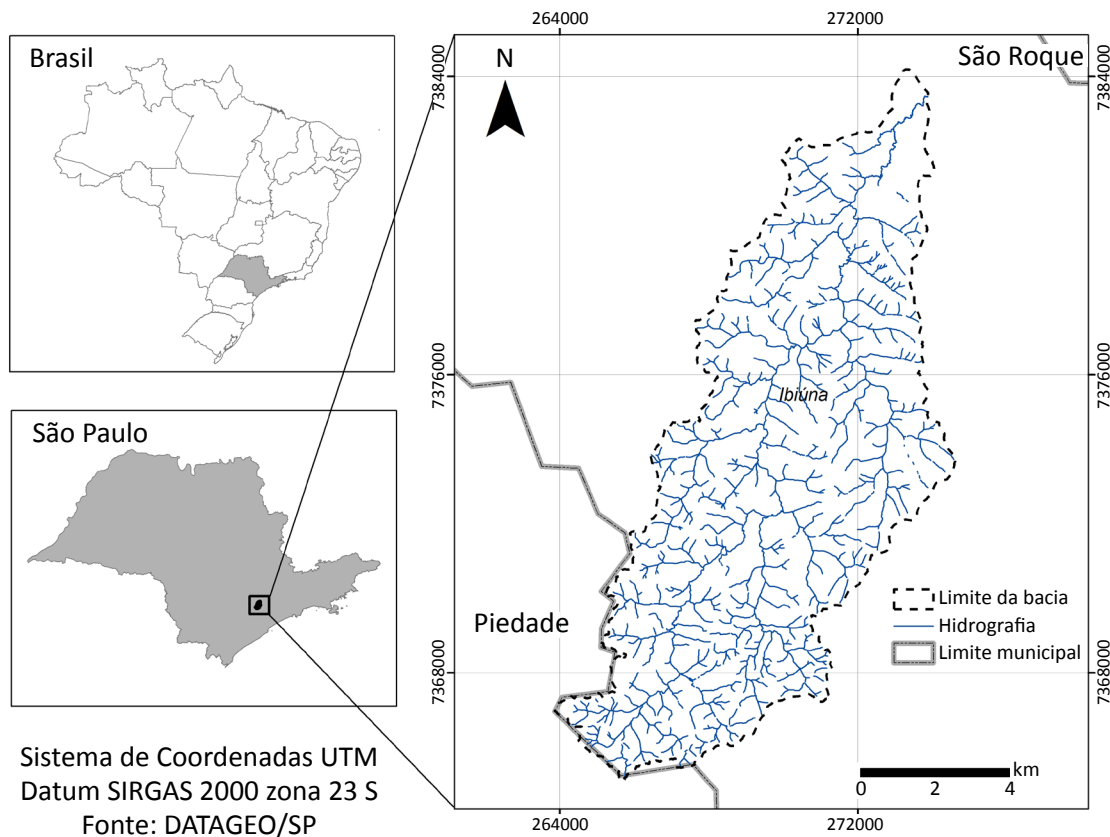 Brasil
São Paulo
Sistema de Coordenadas UTM
Datum SIRGAS 2000 zona 23 S
Fonte: DATAGEO/SP
264000
272000
7384000
7376000
7368000
N
São Roque
7384000
7376000
7368000
Ibiúna
Piedade
Limite da bacia
Hidrografia
Limite municipal
km
0 2 4
264000
272000